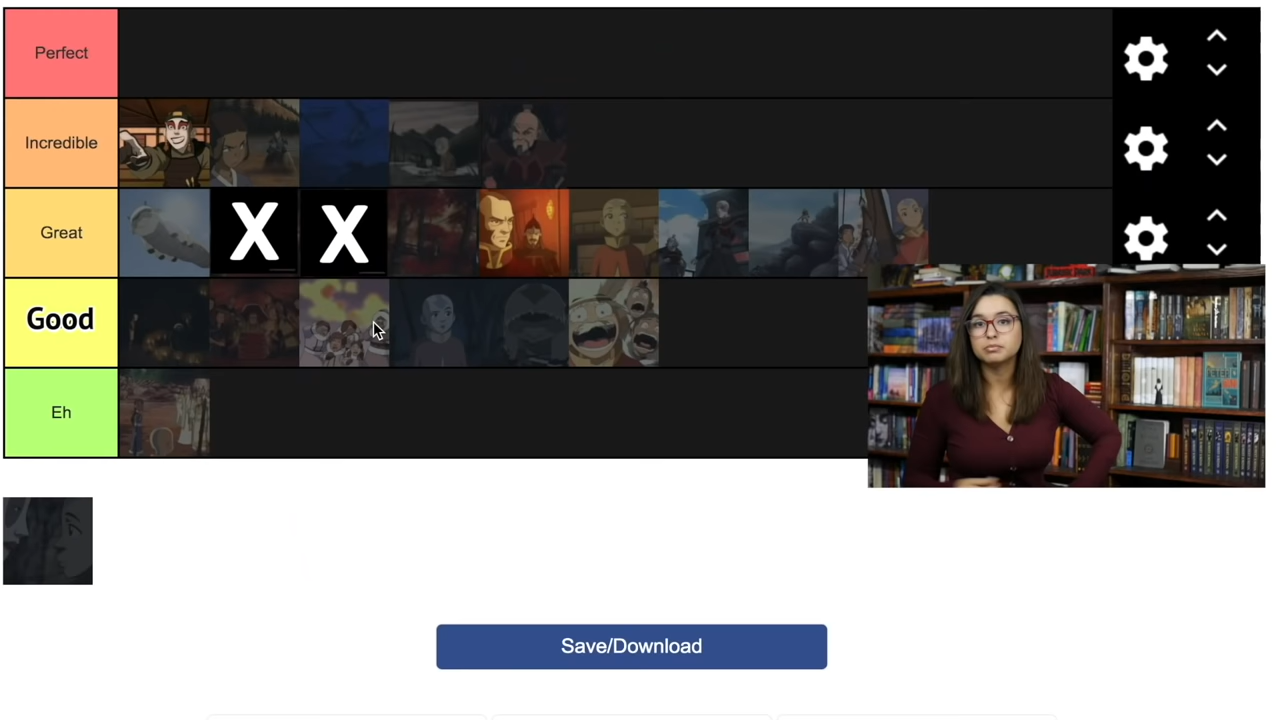 Perfect
Incredible
Great
X X
Good
Eh
Save/Download